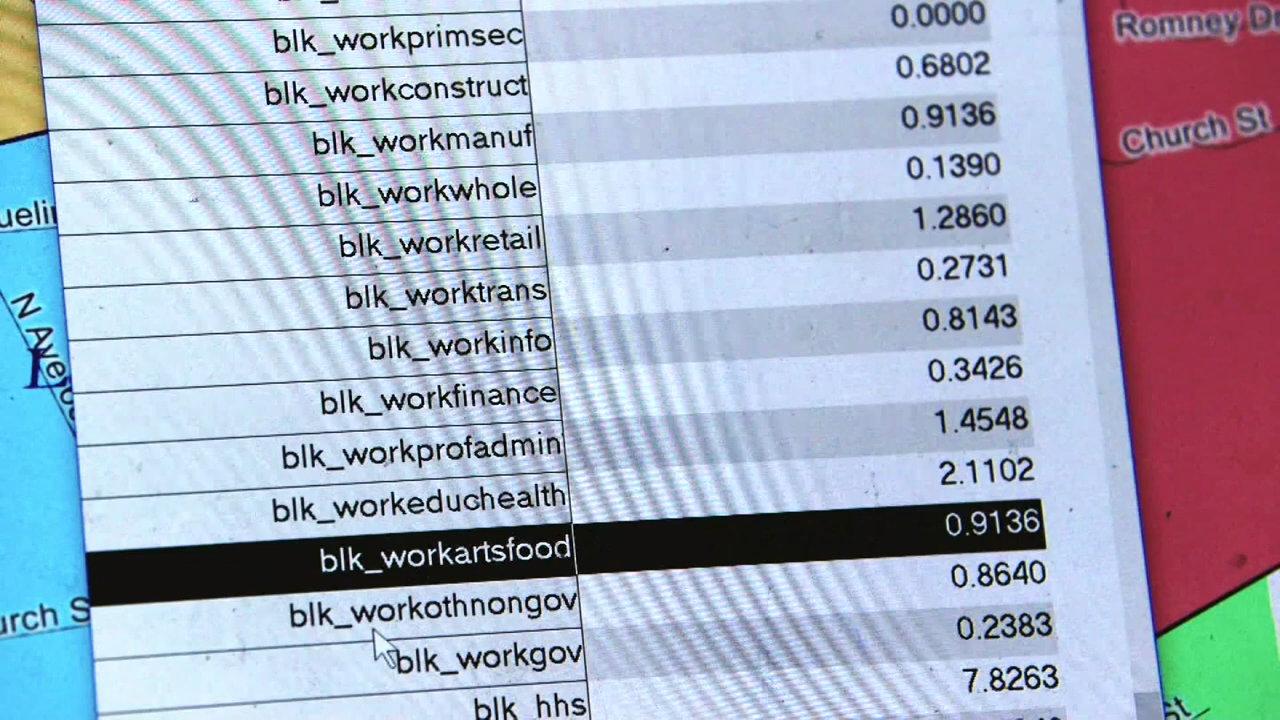 blk_workprimsec 0.0000
Romney
blk_workconstruct 0.6802
blk_workmanuf 0.9136
Church St
blk_workwhole 0.1390
blk_workretail 1.2860
blk_worktrans 0.2731
N Ave
blk_workinfo 0.8143
blk_workfinance 0.3426
blk_workprofadmin 1.4548
blk_workeduchealth 2.1102
blk_workartsfood 0.9136
blk_workothnongov 0.8640
blk_workgov 0.2383
blk_hhs 7.8263
St